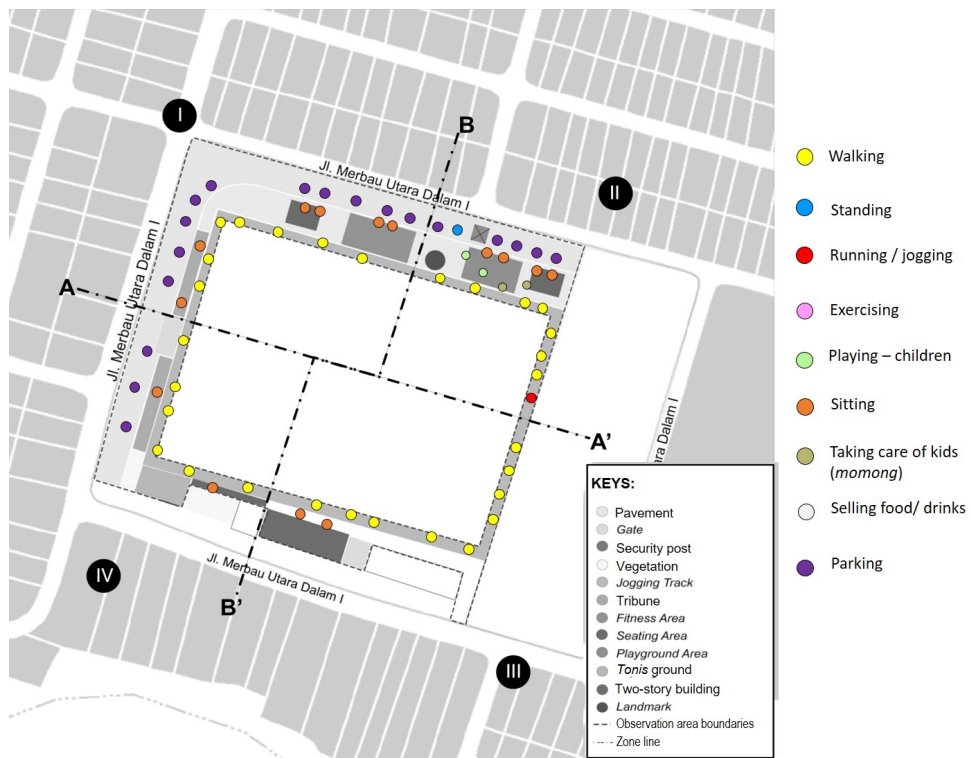 I
B
Jl. Merbau Utara Dalam I
II
A
Jl. Merbau Utara Dalam I
A'
Utara Dalam I
IV
B'
Jl. Merbau Utara Dalam I
III
KEYS:
Pavement
Gate
Security post
Vegetation
Jogging Track
Tribune
Fitness Area
Seating Area
Playground Area
Tonis ground
Two-story building
Landmark
Observation area boundaries
Zone line
Walking
Standing
Running / jogging
Exercising
Playing – children
Sitting
Taking care of kids
(momong)
Selling food/ drinks
Parking